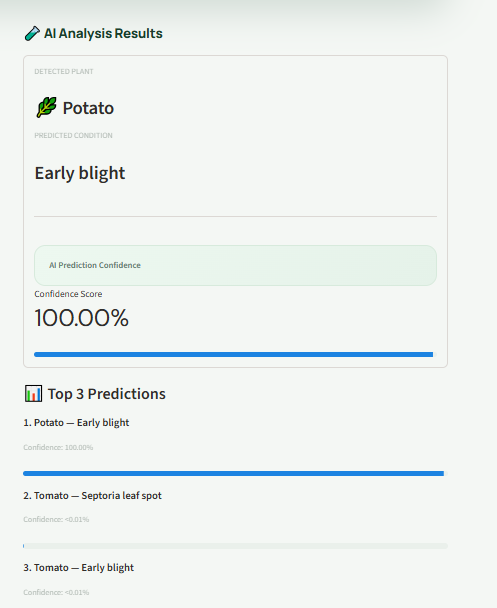 AI Analysis Results
DETECTED PLANT
Potato
PREDICTED CONDITION
Early blight
AI Prediction Confidence
Confidence Score
100.00%
Top 3 Predictions
1. Potato — Early blight
Confidence: 100.00%
2. Tomato — Septoria leaf spot
Confidence: <0.01%
3. Tomato — Early blight
Confidence: <0.01%